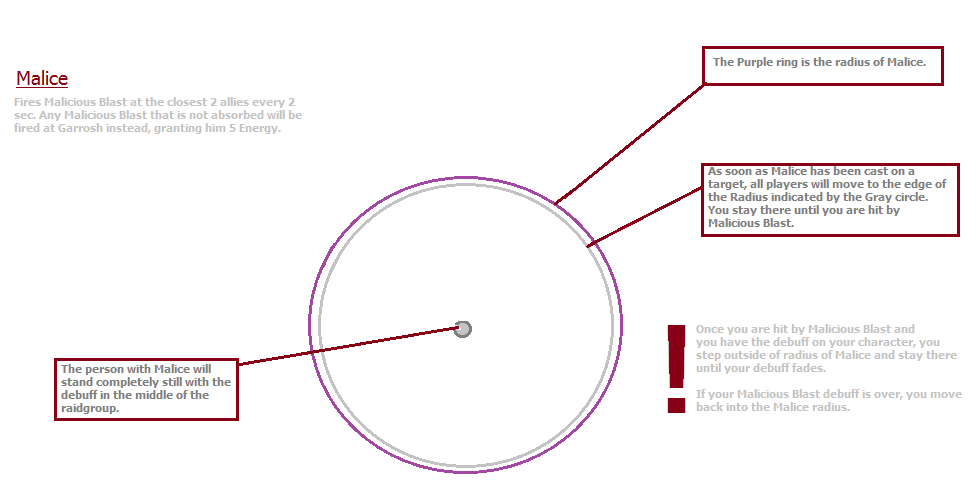 Malice
Fires Malicious Blast at the closest 2 allies every 2
sec. Any Malicious Blast that is not absorbed will be
fired at Garrosh instead, granting him 5 Energy.
The Purple ring is the radius of Malice.
As soon as Malice has been cast on a
target, all players will move to the edge of
the Radius indicated by the Gray circle.
You stay there until you are hit by
Malicious Blast.
The person with Malice will
stand completely still with the
debuff in the middle of the
raidgroup.
Once you are hit by Malicious Blast and
you have the debuff on your character, you
step outside of radius of Malice and stay there
until your debuff fades.
If your Malicious Blast debuff is over, you move
back into the Malice radius.